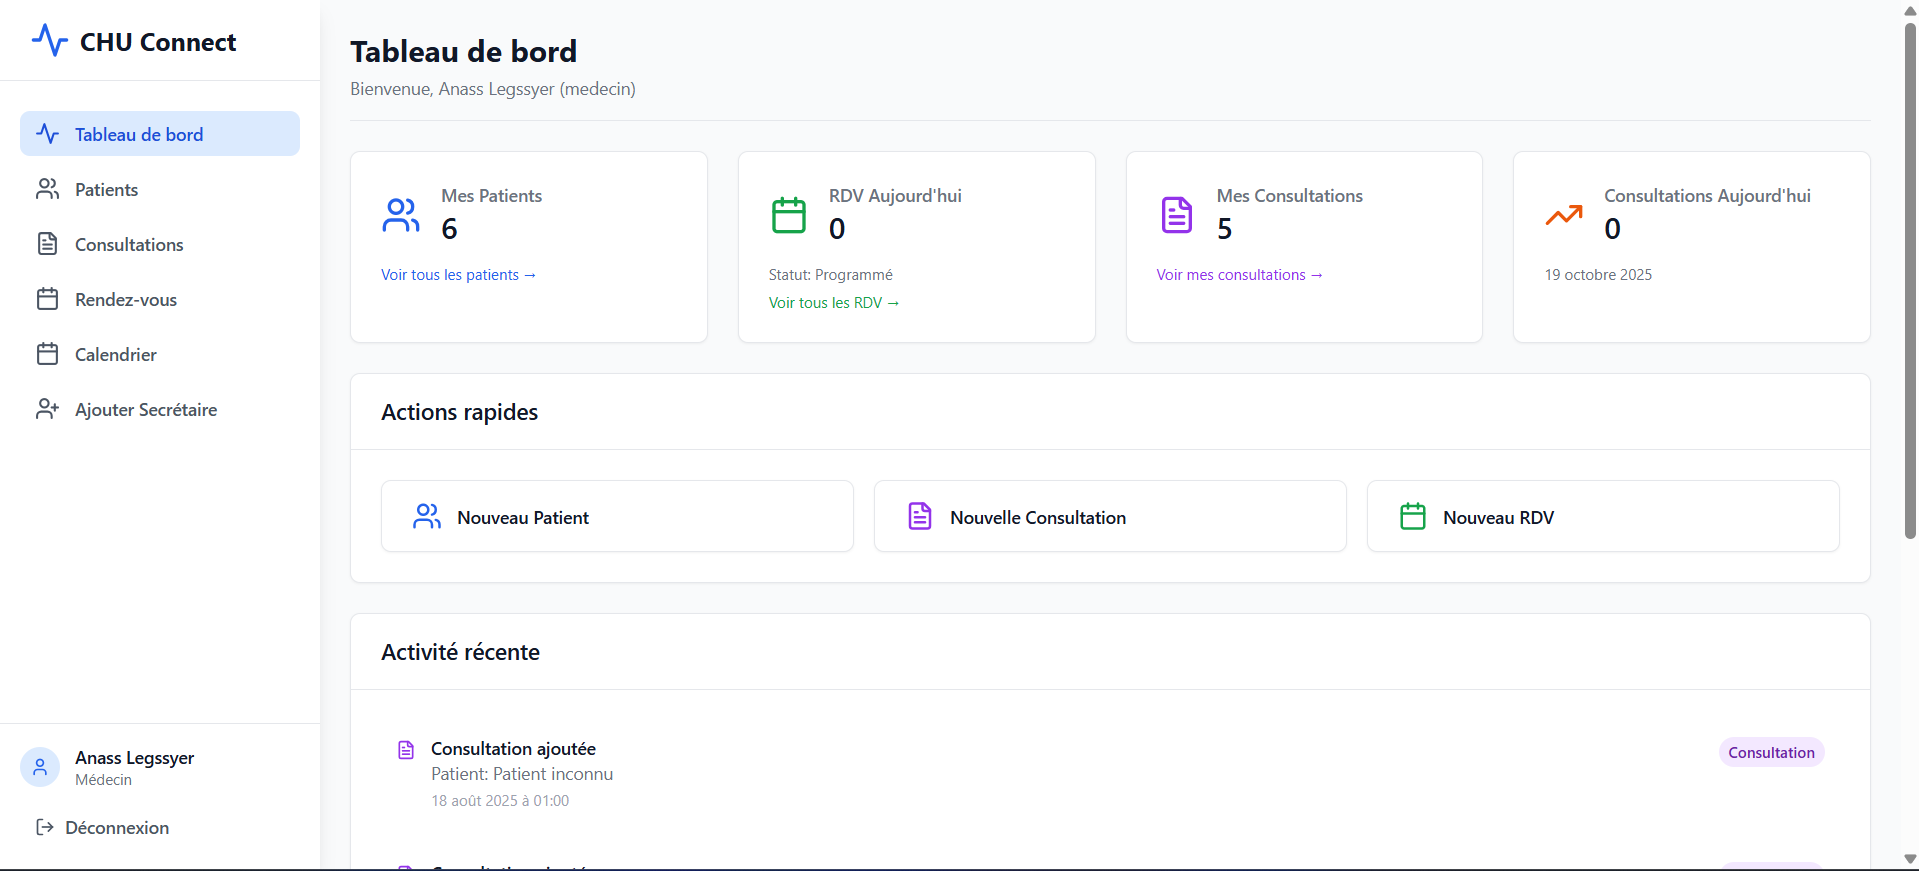 CHU Connect
Tableau de bord
Patients
Consultations
Rendez-vous
Calendrier
Ajouter Secrétaire
Anass Legssyer
Médecin
Déconnexion
Tableau de bord
Bienvenue, Anass Legssyer (medecin)
Mes Patients
6
Voir tous les patients →
RDV Aujourd'hui
0
Statut: Programmé
Voir tous les RDV →
Mes Consultations
5
Voir mes consultations →
Consultations Aujourd'hui
0
19 octobre 2025
Actions rapides
Nouveau Patient
Nouvelle Consultation
Nouveau RDV
Activité récente
Consultation ajoutée
Patient: Patient inconnu
18 août 2025 à 01:00
Consultation